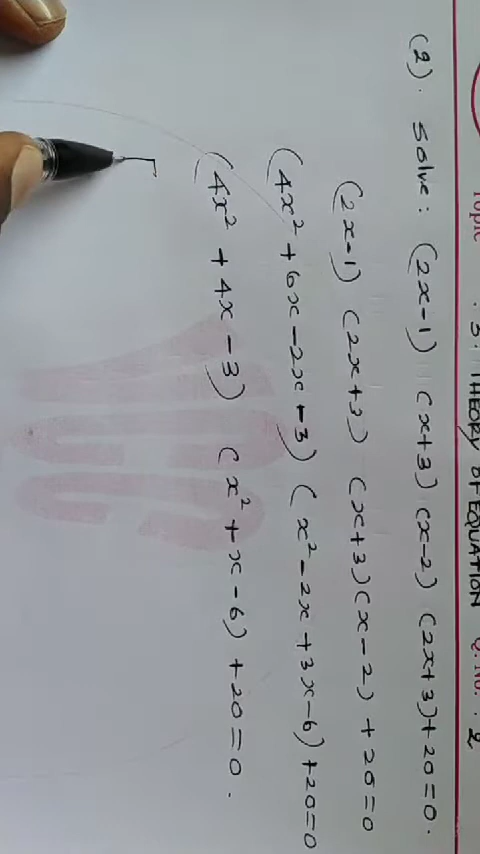 Topic . 3. THEORY OF EQUATION Q. No. . 2
(2). Solve : (2x-1) (x+3) (x-2) (2x+3)+20=0.
(2x-1) (2x+3) (x+3)(x-2) +20=0
(4x² + 6x - 2x - 3) (x² - 2x + 3x - 6) +20=0
(4x² + 4x - 3) (x² + x - 6) +20=0.